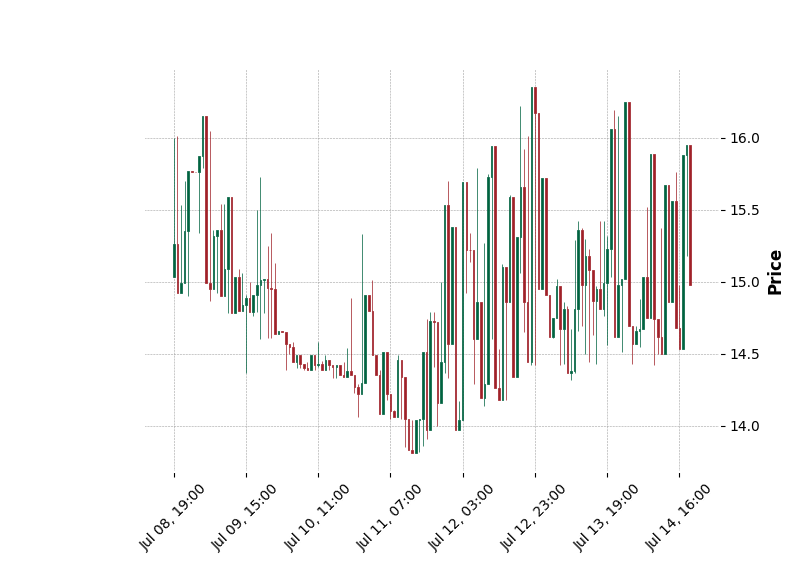 16.0
15.5
15.0
14.5
14.0
Price
Jul 08, 19:00
Jul 09, 15:00
Jul 10, 11:00
Jul 11, 07:00
Jul 12, 03:00
Jul 12, 23:00
Jul 13, 19:00
Jul 14, 16:00